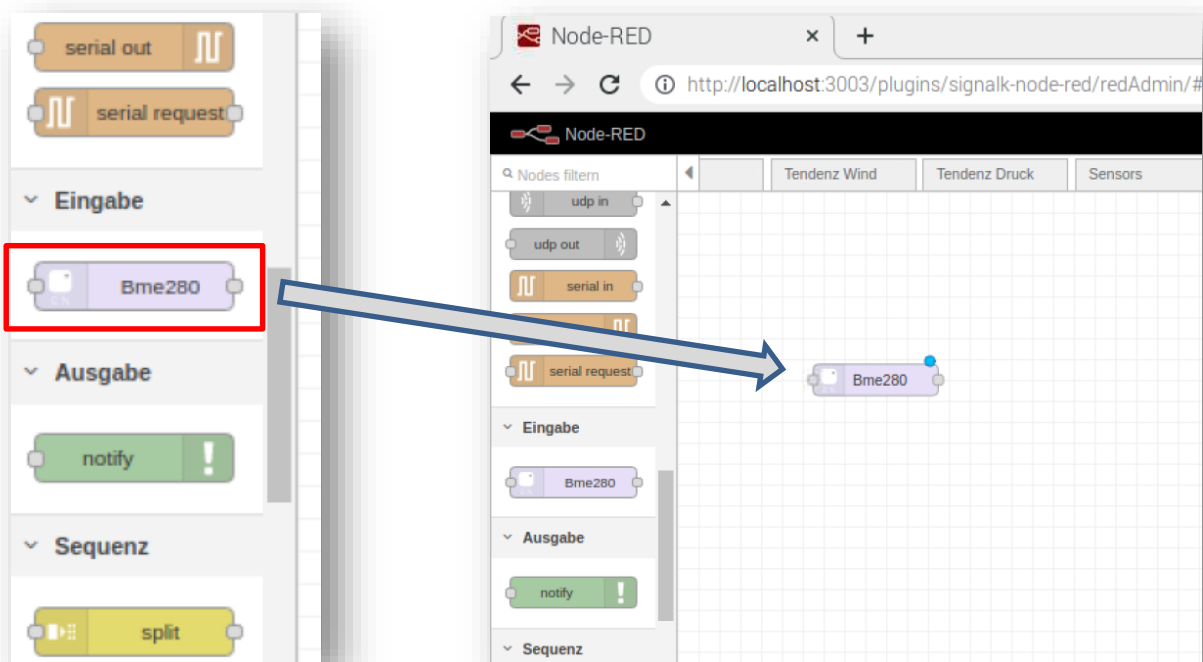 serial out
serial request
Eingabe
Bme280
Ausgabe
notify
Sequenz
split
Node-RED
http://localhost:3003/plugins/signalk-node-red/redAdmin/#
Node-RED
Nodes filtern
Tendenz Wind
Tendenz Druck
Sensors
udp in
udp out
serial in
serial request
Bme280
Eingabe
Bme280
Ausgabe
notify
Sequenz